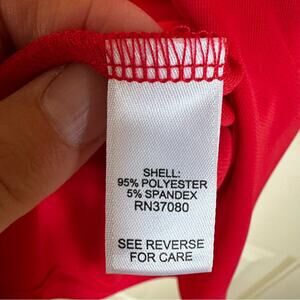 SHELL:
95% POLYESTER
5% SPANDEX
RN37080
SEE REVERSE
FOR CARE